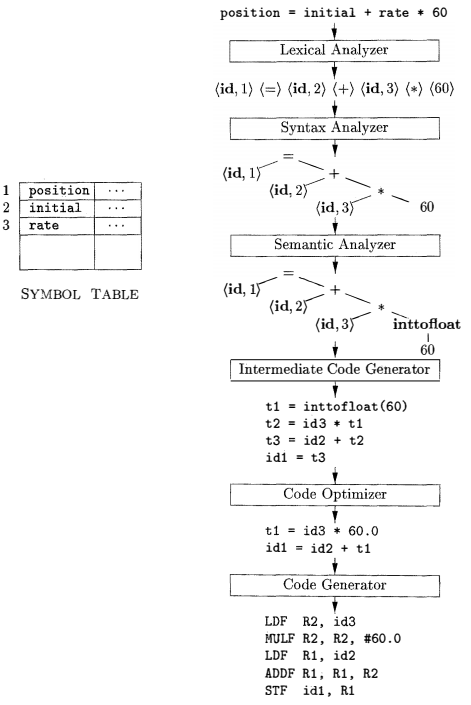 position = initial + rate * 60
Lexical Analyzer
⟨id, 1⟩ ⟨=⟩ ⟨id, 2⟩ ⟨+⟩ ⟨id, 3⟩ ⟨*⟩ ⟨60⟩
Syntax Analyzer
=
⟨id, 1⟩
+
⟨id, 2⟩
*
⟨id, 3⟩
60
1 position ···
2 initial ···
3 rate ···
SYMBOL TABLE
Semantic Analyzer
=
⟨id, 1⟩
+
⟨id, 2⟩
*
⟨id, 3⟩
inttofloat
60
Intermediate Code Generator
t1 = inttofloat(60)
t2 = id3 * t1
t3 = id2 + t2
id1 = t3
Code Optimizer
t1 = id3 * 60.0
id1 = id2 + t1
Code Generator
LDF R2, id3
MULF R2, R2, #60.0
LDF R1, id2
ADDF R1, R1, R2
STF id1, R1